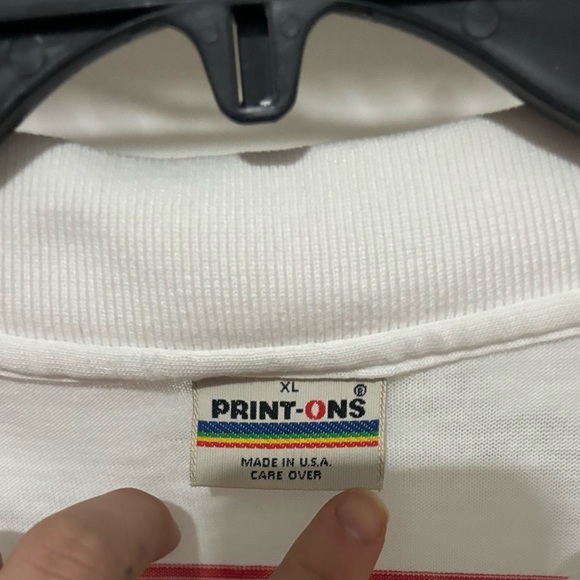 XL ®
PRINT-ONS
MADE IN U.S.A.
CARE OVER